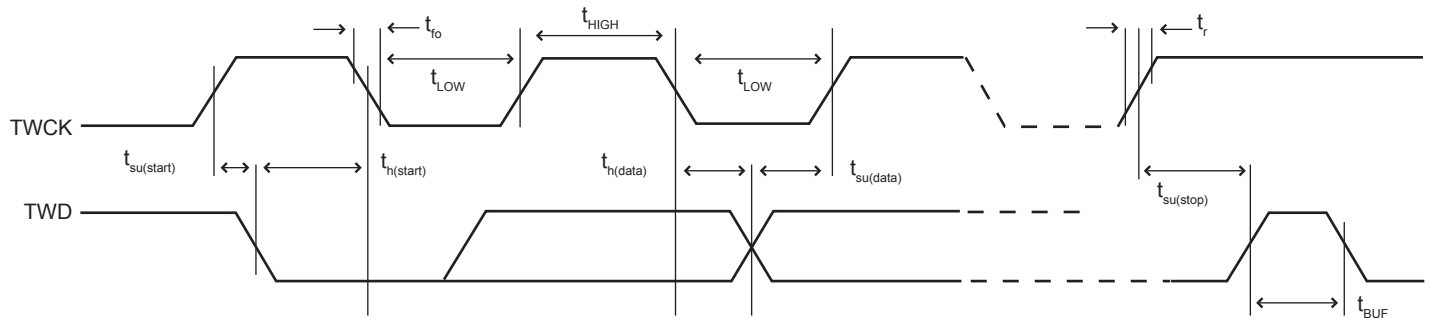 t_fo
t_HIGH
t_r
t_LOW
t_LOW
TWCK
t_su(start)
t_h(start)
t_h(data)
t_su(data)
t_su(stop)
TWD
t_BUF